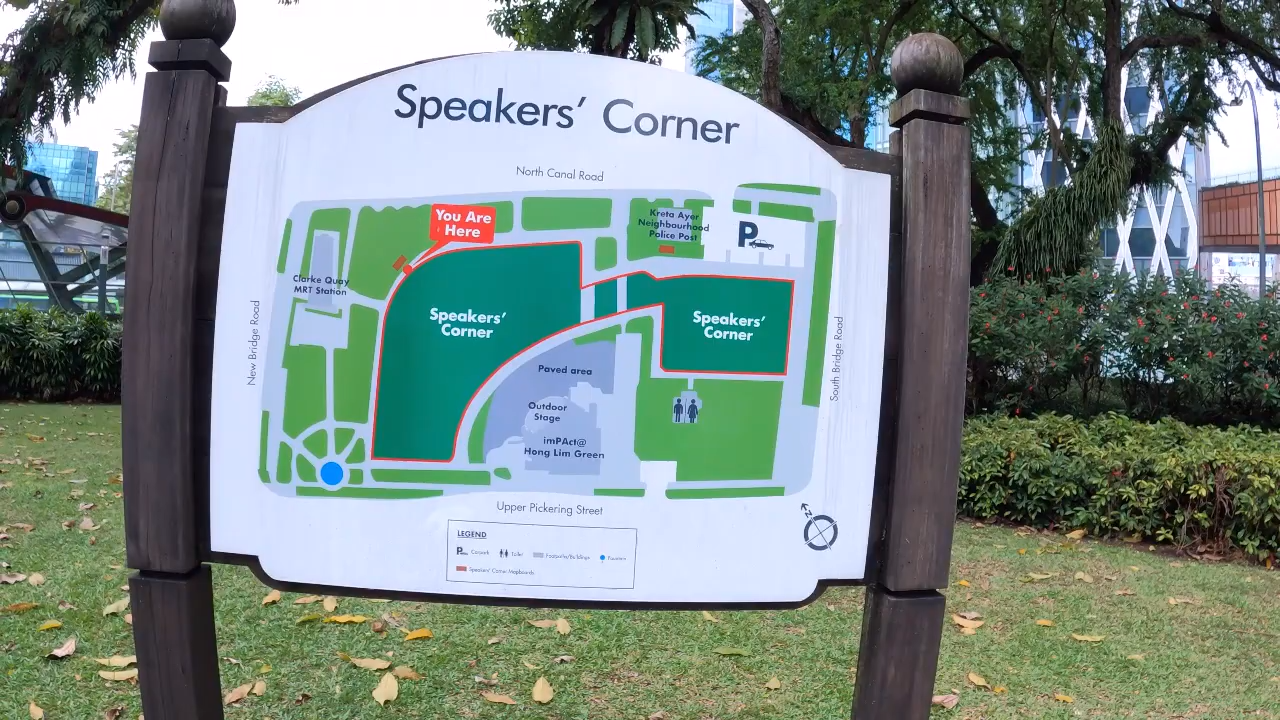 Speakers' Corner
North Canal Road
You Are
Here
Kreta Ayer
Neighbourhood
Police Post
P
Clarke Quay
MRT Station
New Bridge Road
Speakers'
Corner
Speakers'
Corner
South Bridge Road
Paved area
Outdoor
Stage
imPAct@
Hong Lim Green
Upper Pickering Street
N
LEGEND
P Carpark Toilet Footpaths/Buildings Fountain
Speakers' Corner Mapboards